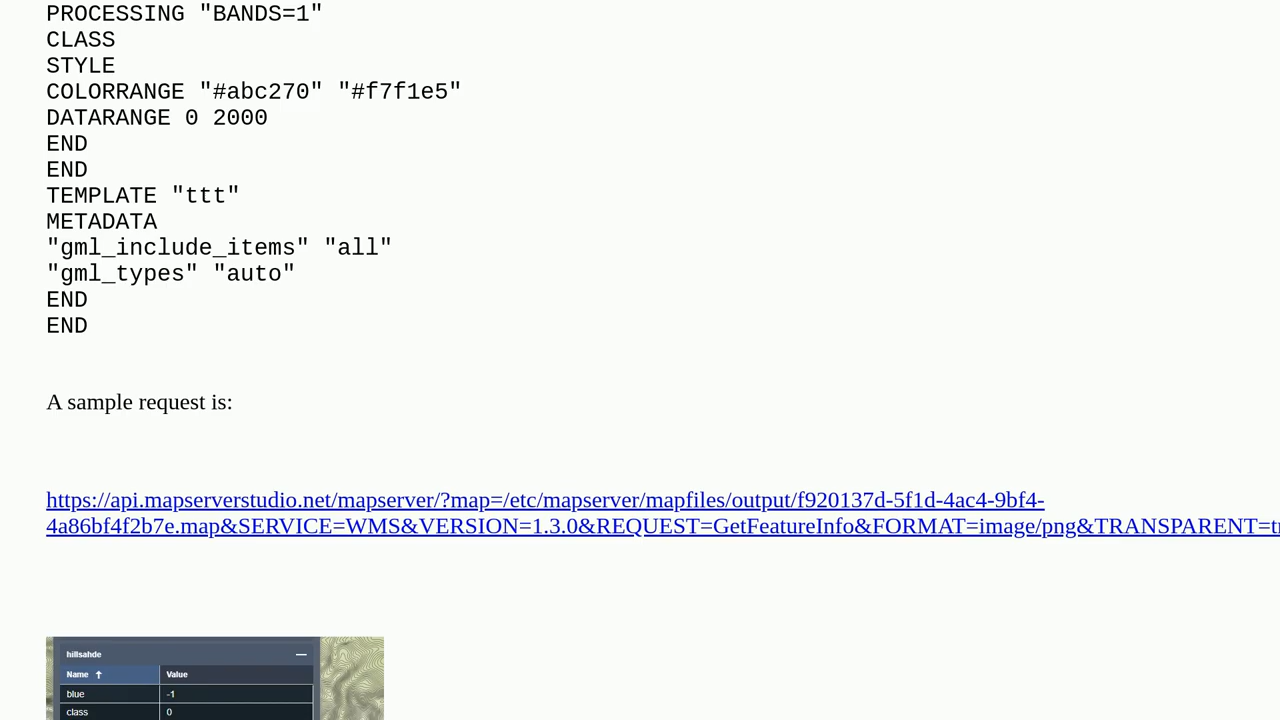 PROCESSING "BANDS=1"
CLASS
STYLE
COLORRANGE "#abc270" "#f7f1e5"
DATARANGE 0 2000
END
END
TEMPLATE "ttt"
METADATA
"gml_include_items" "all"
"gml_types" "auto"
END
END
A sample request is:
https://api.mapserverstudio.net/mapserver/?map=/etc/mapserver/mapfiles/output/f920137d-5f1d-4ac4-9bf4-
4a86bf4f2b7e.map&SERVICE=WMS&VERSION=1.3.0&REQUEST=GetFeatureInfo&FORMAT=image/png&TRANSPARENT=t
hillsahde
Name Value
blue -1
class 0